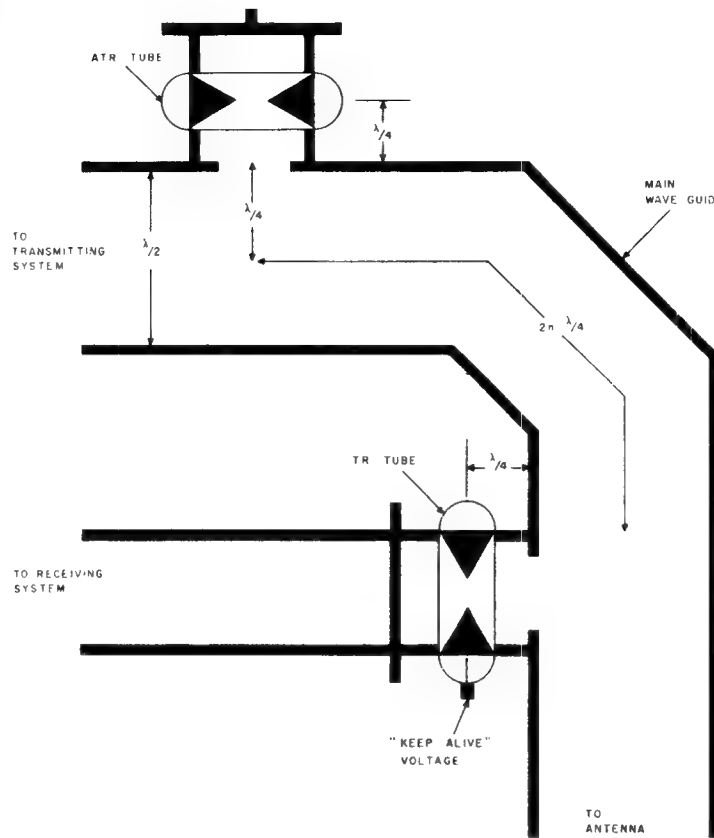 ATR TUBE
λ/4
MAIN
WAVE GUID
λ/4
TO
TRANSMITTING
SYSTEM
λ/2
2n λ/4
TR TUBE
λ/4
TO RECEIVING
SYSTEM
"KEEP ALIVE"
VOLTAGE
TO
ANTENNA